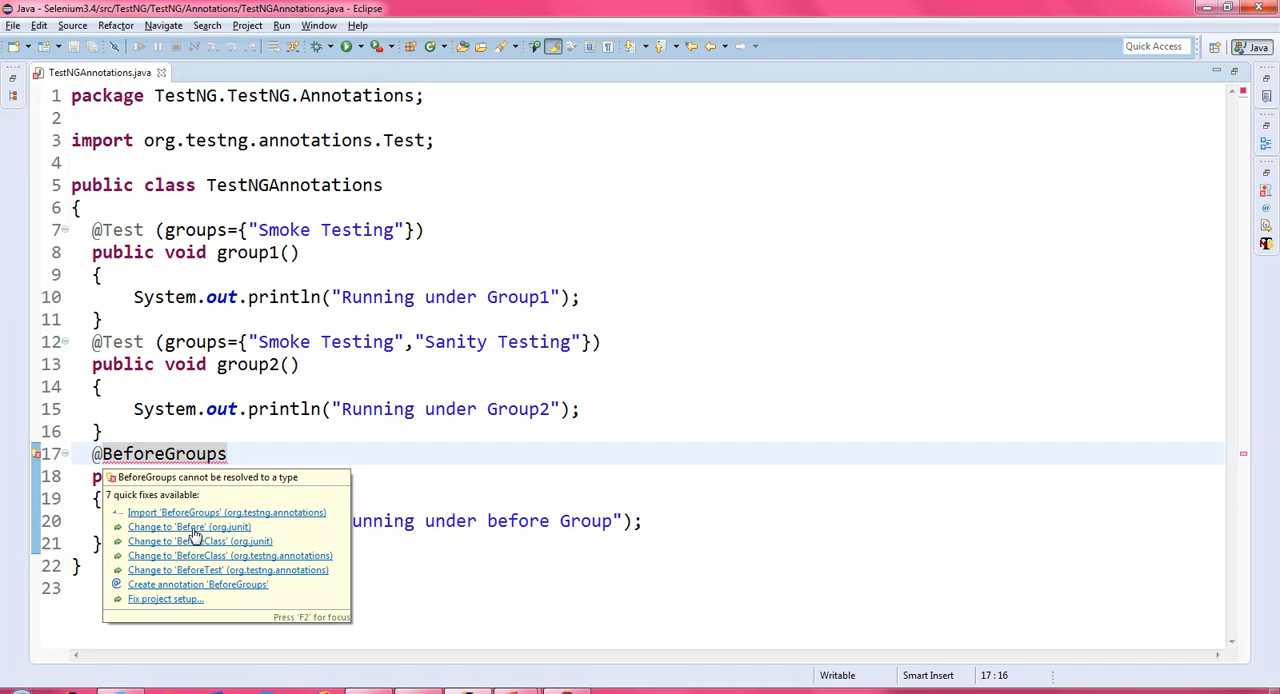 Java - Selenium3.4/src/TestNG/TestNG/Annotations/TestNGAnnotations.java - Eclipse
File Edit Source Refactor Navigate Search Project Run Window Help
Quick Access Java
TestNGAnnotations.java
1 package TestNG.TestNG.Annotations;
2
3 import org.testng.annotations.Test;
4
5 public class TestNGAnnotations
6 {
7 @Test (groups={"Smoke Testing"})
8 public void group1()
9 {
10 System.out.println("Running under Group1");
11 }
12 @Test (groups={"Smoke Testing","Sanity Testing"})
13 public void group2()
14 {
15 System.out.println("Running under Group2");
16 }
17 @BeforeGroups
18 p
BeforeGroups cannot be resolved to a type
7 quick fixes available:
19 {
Import 'BeforeGroups' (org.testng.annotations)
20 unning under before Group");
Change to 'Before' (org.junit)
21 }
Change to 'BeforeClass' (org.junit)
Change to 'BeforeClass' (org.testng.annotations)
22 }
Change to 'BeforeTest' (org.testng.annotations)
23
Create annotation 'BeforeGroups'
Fix project setup...
Press 'F2' for focus
Writable Smart Insert 17 : 16